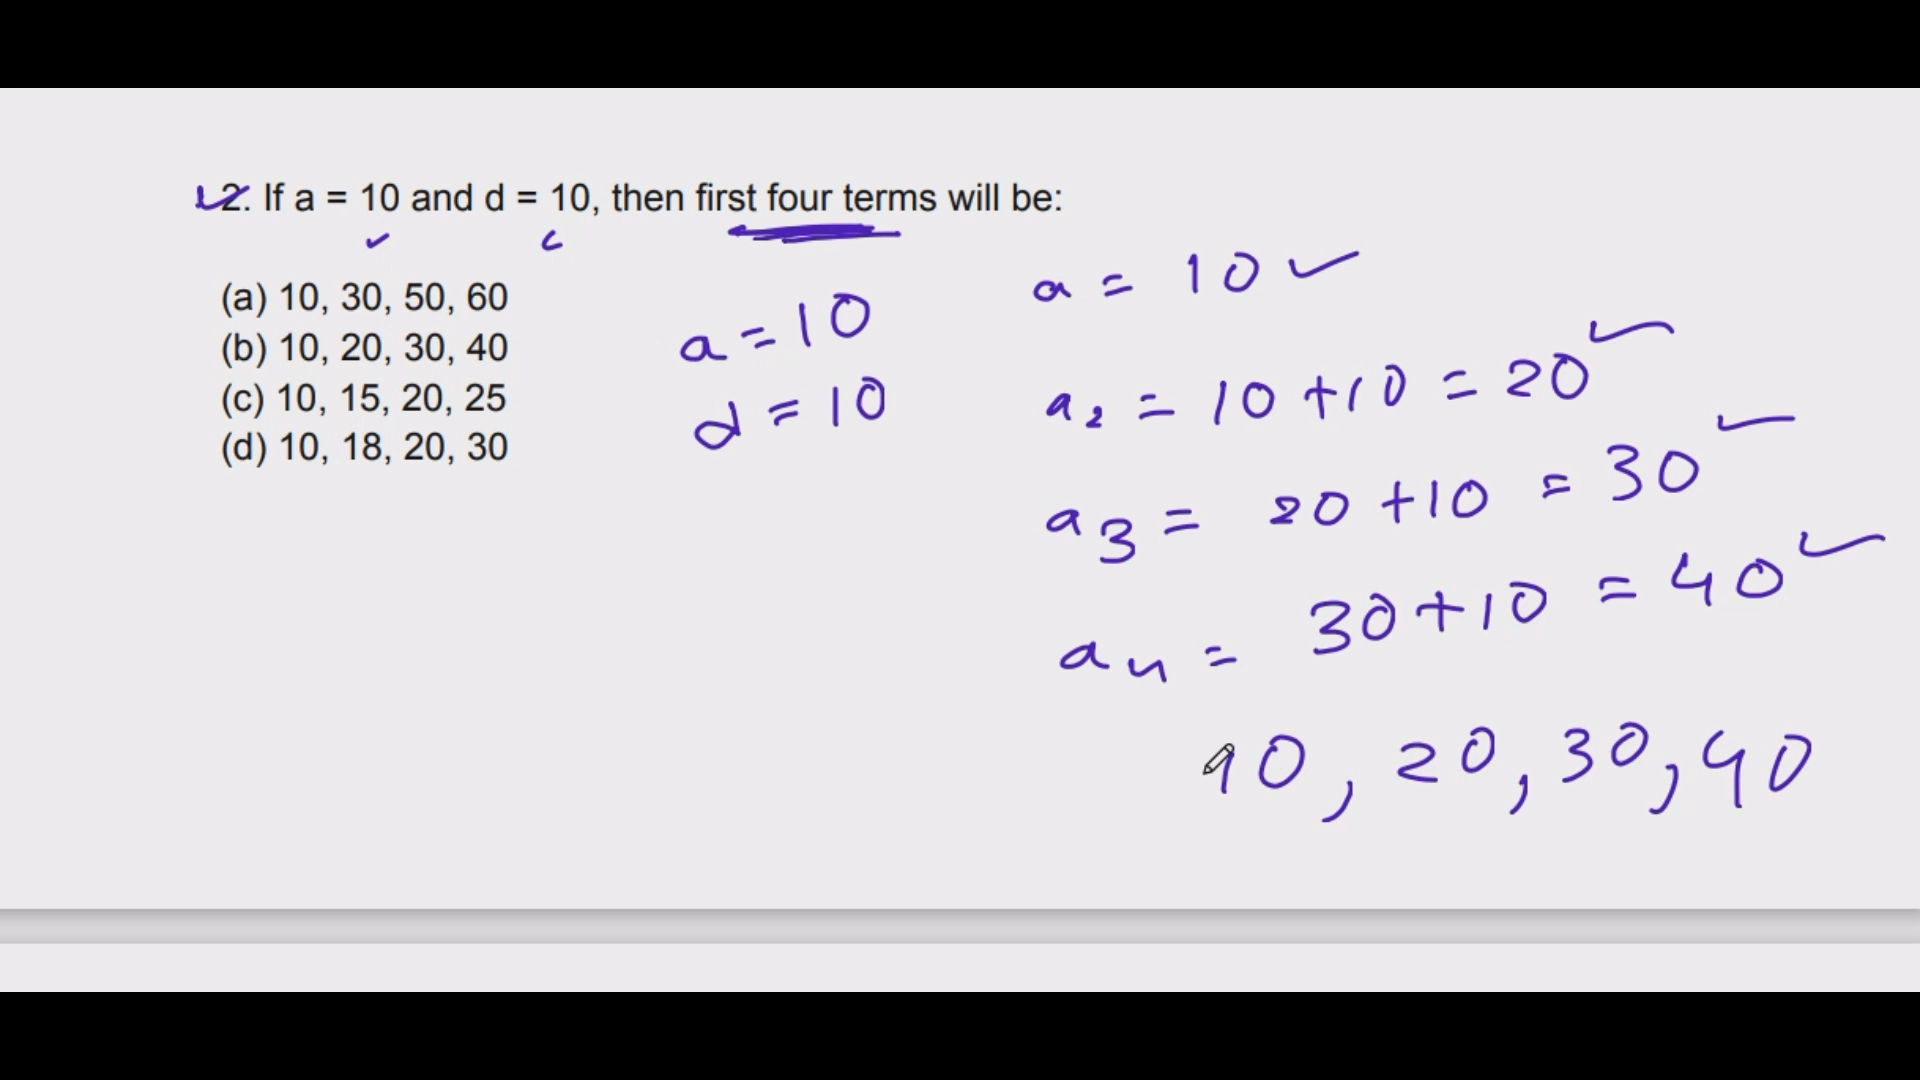 2. If a = 10 and d = 10, then first four terms will be:
(a) 10, 30, 50, 60
(b) 10, 20, 30, 40
(c) 10, 15, 20, 25
(d) 10, 18, 20, 30
a = 10
d = 10
a = 10
a2 = 10 + 10 = 20
a3 = 20 + 10 = 30
a4 = 30 + 10 = 40
10, 20, 30, 40